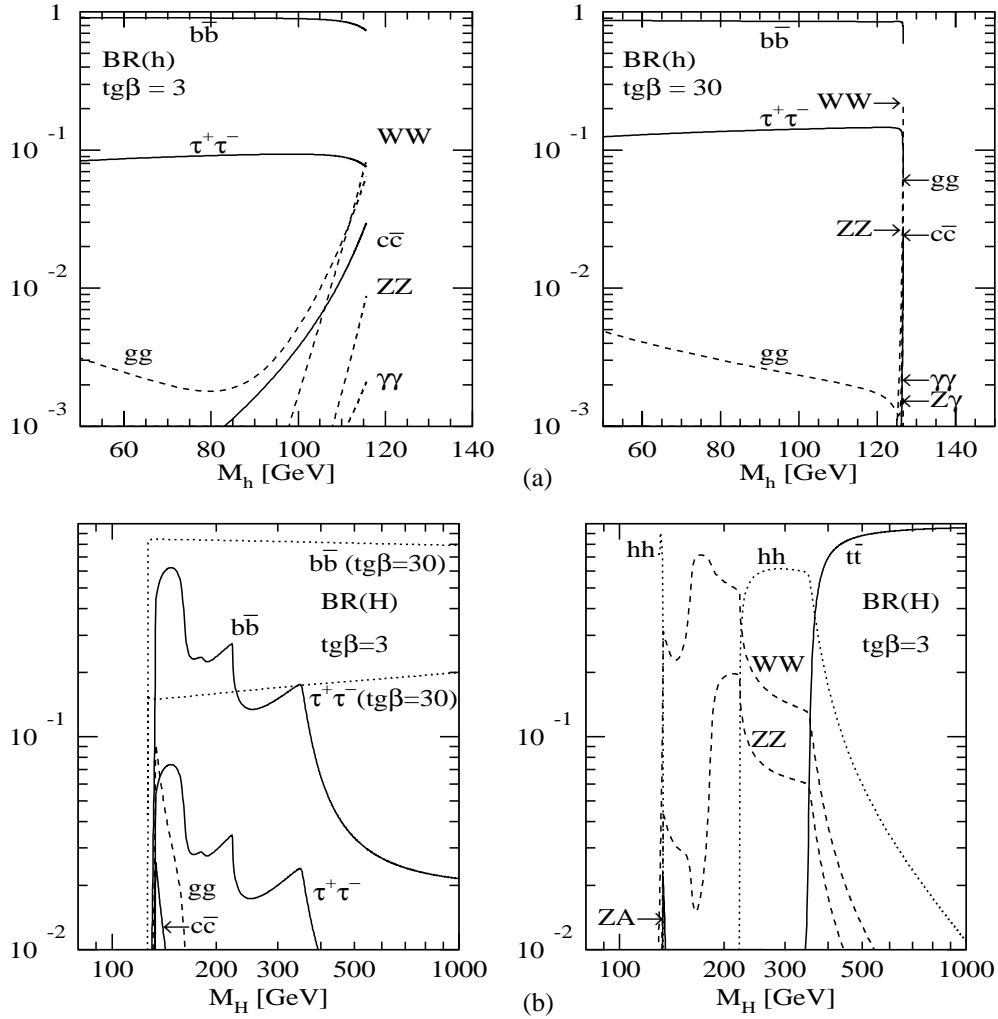 1
bb̄
BR(h)
tgβ = 3
10⁻¹
τ⁺τ⁻
WW
cc̄
10⁻²
ZZ
gg
γγ
10⁻³
60 80 100 120 140
M_h [GeV]
1
bb̄
BR(h)
tgβ = 30
WW→
10⁻¹
τ⁺τ⁻
←gg
ZZ→
←cc̄
10⁻²
gg
←γγ
←Zγ
10⁻³
60 80 100 120 140
M_h [GeV]
(a)
bb̄ (tgβ=30)
BR(H)
bb̄
tgβ=3
τ⁺τ⁻(tgβ=30)
10⁻¹
gg
τ⁺τ⁻
←cc̄
10⁻²
100 200 300 500 1000
M_H [GeV]
hh
hh
tt̄
BR(H)
WW
tgβ=3
10⁻¹
ZZ
ZA→
10⁻²
100 200 300 500 1000
M_H [GeV]
(b)